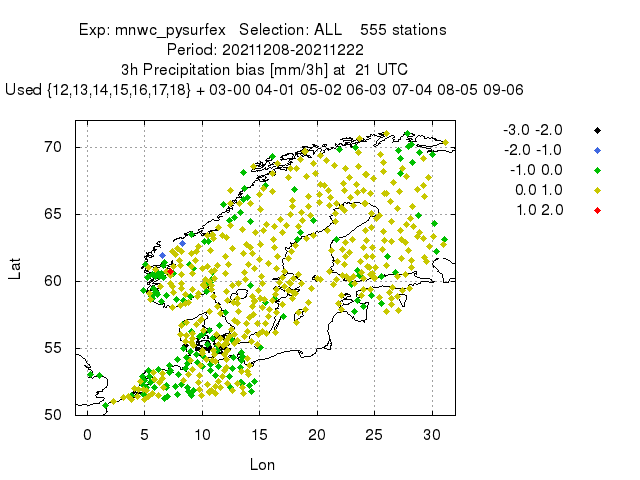 Exp: mnwc_pysurfex   Selection: ALL    555 stations
Period: 20211208-20211222
3h Precipitation bias [mm/3h] at  21 UTC
Used {12,13,14,15,16,17,18} + 03-00 04-01 05-02 06-03 07-04 08-05 09-06
-3.0 -2.0
-2.0 -1.0
-1.0 0.0
0.0 1.0
1.0 2.0
70
65
60
55
50
Lat
0 5 10 15 20 25 30
Lon